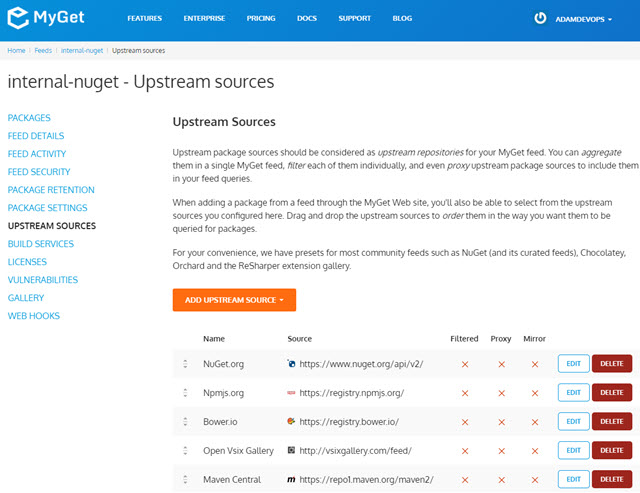 MyGet
FEATURES ENTERPRISE PRICING DOCS SUPPORT BLOG ADAMDEVOPS
Home / Feeds / internal-nuget / Upstream sources
internal-nuget - Upstream sources
PACKAGES
FEED DETAILS
FEED ACTIVITY
FEED SECURITY
PACKAGE RETENTION
PACKAGE SETTINGS
UPSTREAM SOURCES
BUILD SERVICES
LICENSES
VULNERABILITIES
GALLERY
WEB HOOKS
Upstream Sources
Upstream package sources should be considered as upstream repositories for your MyGet feed. You can aggregate
them in a single MyGet feed, filter each of them individually, and even proxy upstream package sources to include them
in your feed queries.
When adding a package from a feed through the MyGet Web site, you'll also be able to select from the upstream
sources you configured here. Drag and drop the upstream sources to order them in the way you want them to be
queried for packages.
For your convenience, we have presets for most community feeds such as NuGet (and its curated feeds), Chocolatey,
Orchard and the ReSharper extension gallery.
ADD UPSTREAM SOURCE
Name Source Filtered Proxy Mirror
NuGet.org https://www.nuget.org/api/v2/ EDIT DELETE
Npmjs.org https://registry.npmjs.org/ EDIT DELETE
Bower.io https://registry.bower.io/ EDIT DELETE
Open Vsix Gallery http://vsixgallery.com/feed/ EDIT DELETE
Maven Central https://repo1.maven.org/maven2/ EDIT DELETE